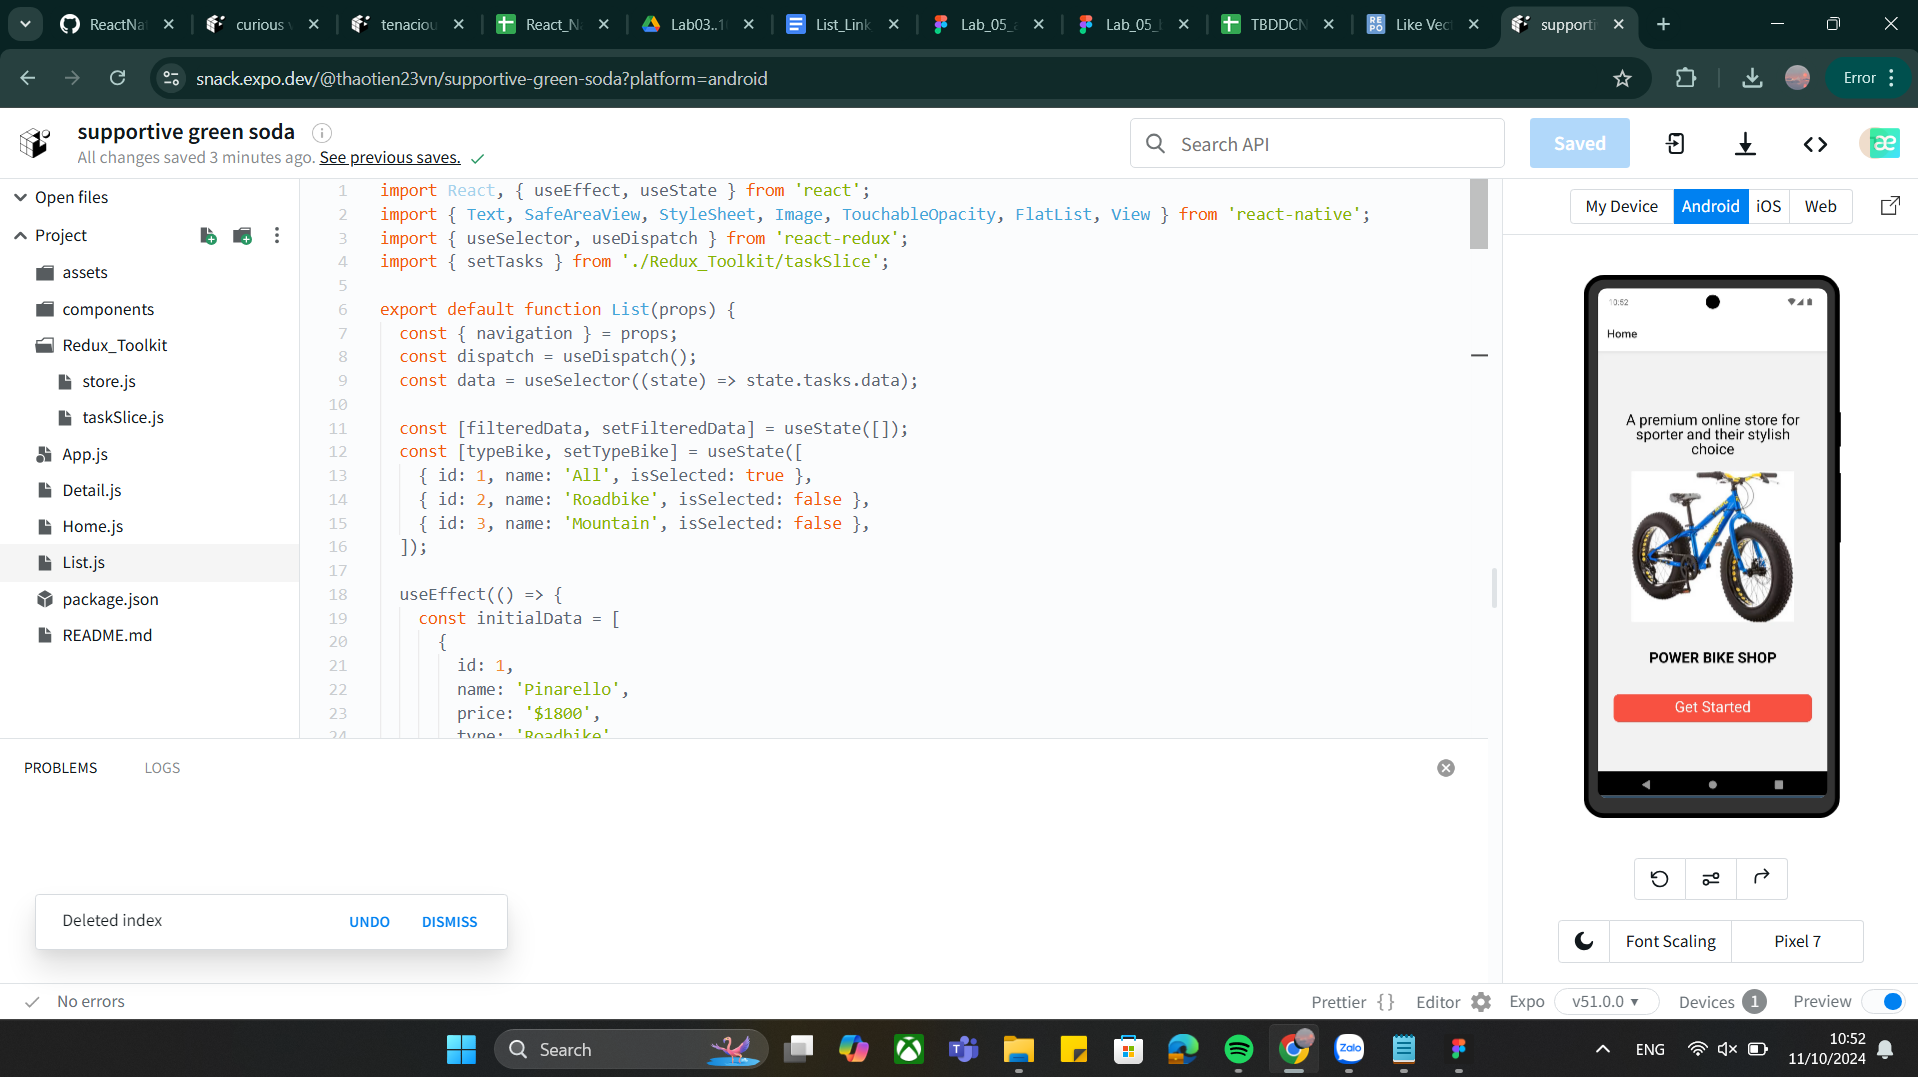 ReactNat
curious v
tenaciou
React_Na
Lab03..1
List_Link
Lab_05_a
Lab_05_b
TBDDCN
Like Vect
supporti
snack.expo.dev/@thaotien23vn/supportive-green-soda?platform=android
Error
supportive green soda
All changes saved 3 minutes ago. See previous saves.
Search API
Saved
Open files
Project
assets
components
Redux_Toolkit
store.js
taskSlice.js
App.js
Detail.js
Home.js
List.js
package.json
README.md
1 import React, { useEffect, useState } from 'react';
2 import { Text, SafeAreaView, StyleSheet, Image, TouchableOpacity, FlatList, View } from 'react-native';
3 import { useSelector, useDispatch } from 'react-redux';
4 import { setTasks } from './Redux_Toolkit/taskSlice';
5
6 export default function List(props) {
7 const { navigation } = props;
8 const dispatch = useDispatch();
9 const data = useSelector((state) => state.tasks.data);
10
11 const [filteredData, setFilteredData] = useState([]);
12 const [typeBike, setTypeBike] = useState([
13 { id: 1, name: 'All', isSelected: true },
14 { id: 2, name: 'Roadbike', isSelected: false },
15 { id: 3, name: 'Mountain', isSelected: false },
16 ]);
17
18 useEffect(() => {
19 const initialData = [
20 {
21 id: 1,
22 name: 'Pinarello',
23 price: '$1800',
24 type: 'Roadbike'
My Device
Android
iOS
Web
10:52
Home
A premium online store for
sporter and their stylish
choice
POWER BIKE SHOP
Get Started
Font Scaling
Pixel 7
PROBLEMS
LOGS
Deleted index
UNDO
DISMISS
No errors
Prettier {}
Editor
Expo
v51.0.0
Devices 1
Preview
Search
Zalo
ENG
10:52
11/10/2024